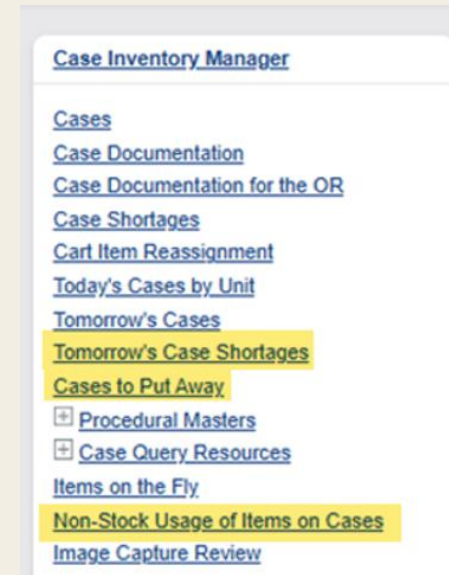 Case Inventory Manager
Cases
Case Documentation
Case Documentation for the OR
Case Shortages
Cart Item Reassignment
Today's Cases by Unit
Tomorrow's Cases
Tomorrow's Case Shortages
Cases to Put Away
Procedural Masters
Case Query Resources
Items on the Fly
Non-Stock Usage of Items on Cases
Image Capture Review